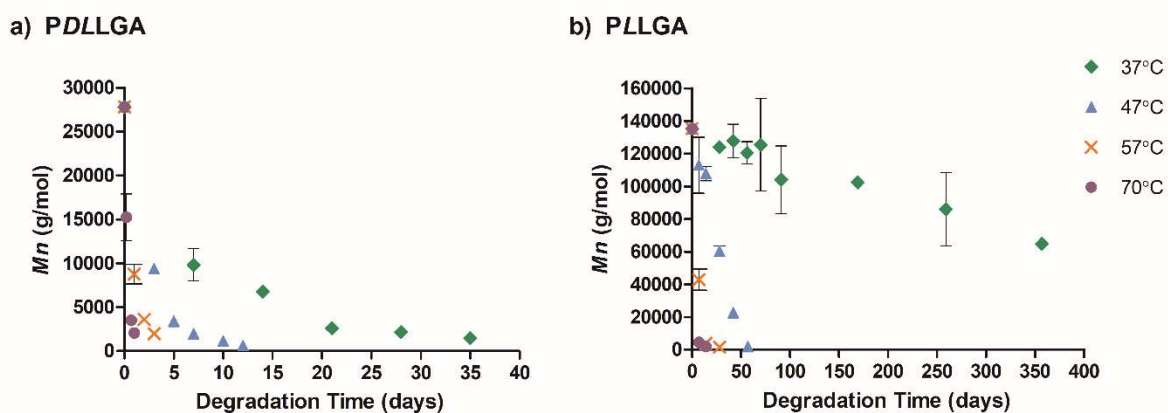 a) PDLLGA
b) PLLGA
30000
25000
20000
15000
10000
5000
0
Mn (g/mol)
0 5 10 15 20 25 30 35 40
Degradation Time (days)
160000
140000
120000
100000
80000
60000
40000
20000
0
Mn (g/mol)
0 50 100 150 200 250 300 350 400
Degradation Time (days)
37°C
47°C
57°C
70°C